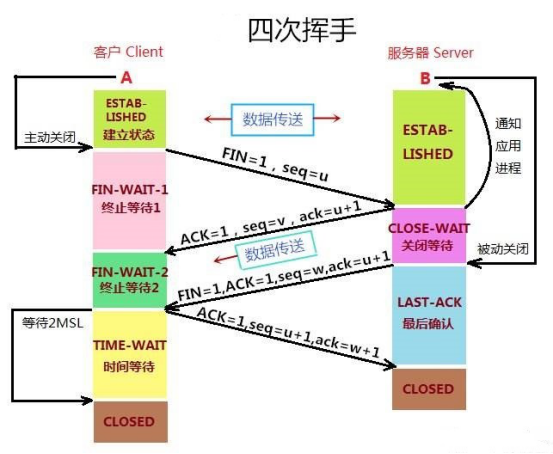 四次挥手
客户 Client
服务器 Server
A
B
ESTAB-
LISHED
建立状态
数据传送
ESTAB-
LISHED
通知
应用
进程
主动关闭
FIN=1，seq=u
FIN-WAIT-1
终止等待1
ACK=1，seq=v，ack=u+1
CLOSE-WAIT
关闭等待
被动关闭
数据传送
FIN-WAIT-2
终止等待2
FIN=1,ACK=1,seq=w,ack=u+1
LAST-ACK
最后确认
等待2MSL
ACK=1,seq=u+1,ack=w+1
TIME-WAIT
时间等待
CLOSED
CLOSED